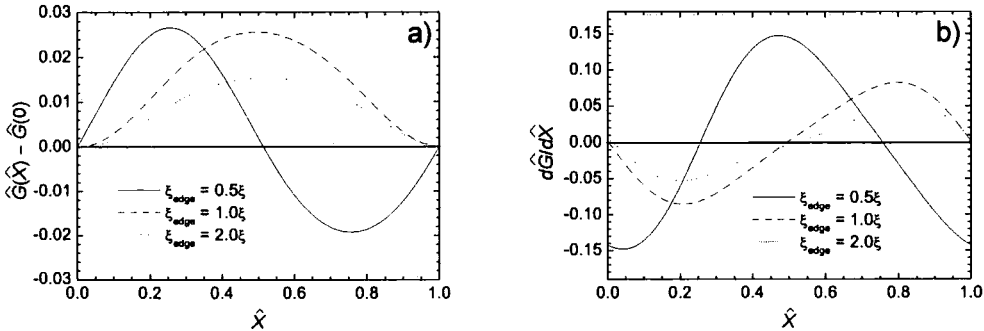 a)
Ĝ(X̂) − Ĝ(0)
0.03
0.02
0.01
0.00
-0.01
-0.02
-0.03
ξedge = 0.5ξ
ξedge = 1.0ξ
ξedge = 2.0ξ
0.0 0.2 0.4 0.6 0.8 1.0
X̂
b)
dĜ/dX̂
0.15
0.10
0.05
0.00
-0.05
-0.10
-0.15
ξedge = 0.5ξ
ξedge = 1.0ξ
ξedge = 2.0ξ
0.0 0.2 0.4 0.6 0.8 1.0
X̂